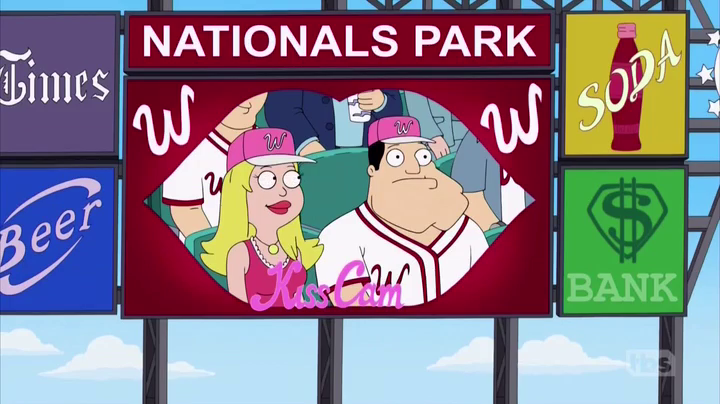 NATIONALS PARK
Times
SODA
W
W
W
W
W
W
Beer
Kiss Cam
$
BANK
tbs